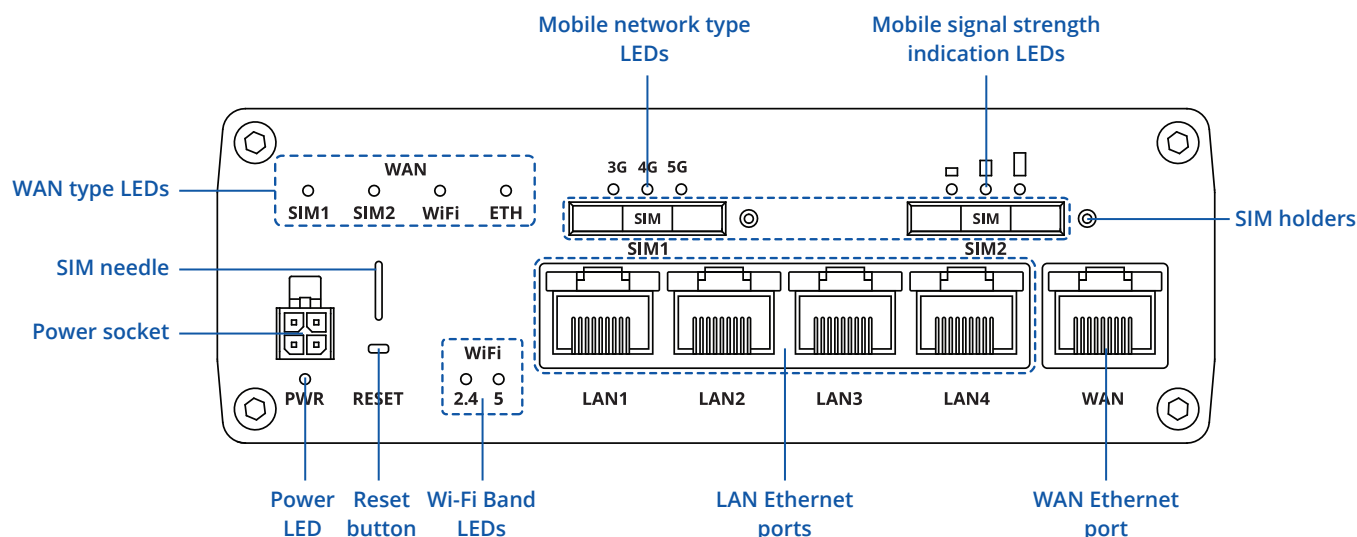 Mobile network type
LEDs
Mobile signal strength
indication LEDs
WAN type LEDs
WAN
SIM1 SIM2 WiFi ETH
3G 4G 5G
SIM
SIM
SIM holders
SIM1
SIM2
SIM needle
Power socket
WiFi
2.4 5
PWR
RESET
LAN1
LAN2
LAN3
LAN4
WAN
Power
LED
Reset
button
Wi-Fi Band
LEDs
LAN Ethernet
ports
WAN Ethernet
port